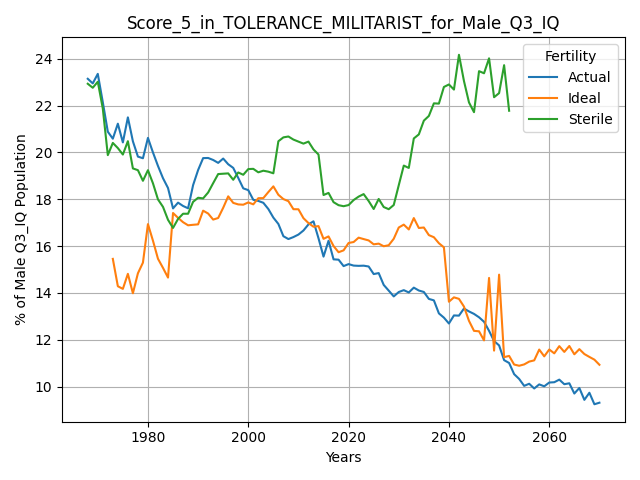 Score_5_in_TOLERANCE_MILITARIST_for_Male_Q3_IQ
Fertility
Actual
Ideal
Sterile
% of Male Q3_IQ Population
24
22
20
18
16
14
12
10
1980
2000
2020
2040
2060
Years